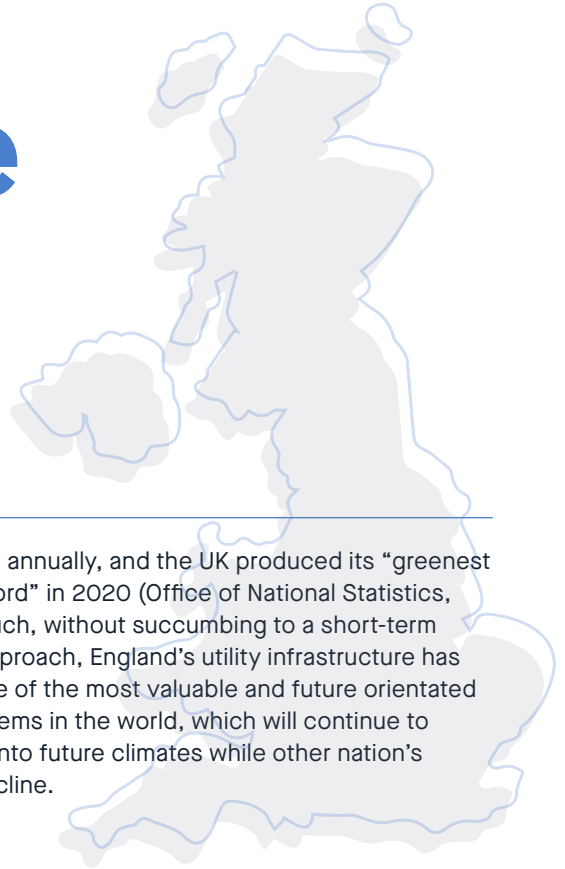 e
annually, and the UK produced its “greenest
ord” in 2020 (Office of National Statistics,
uch, without succumbing to a short-term
proach, England’s utility infrastructure has
e of the most valuable and future orientated
ems in the world, which will continue to
nto future climates while other nation’s
cline.